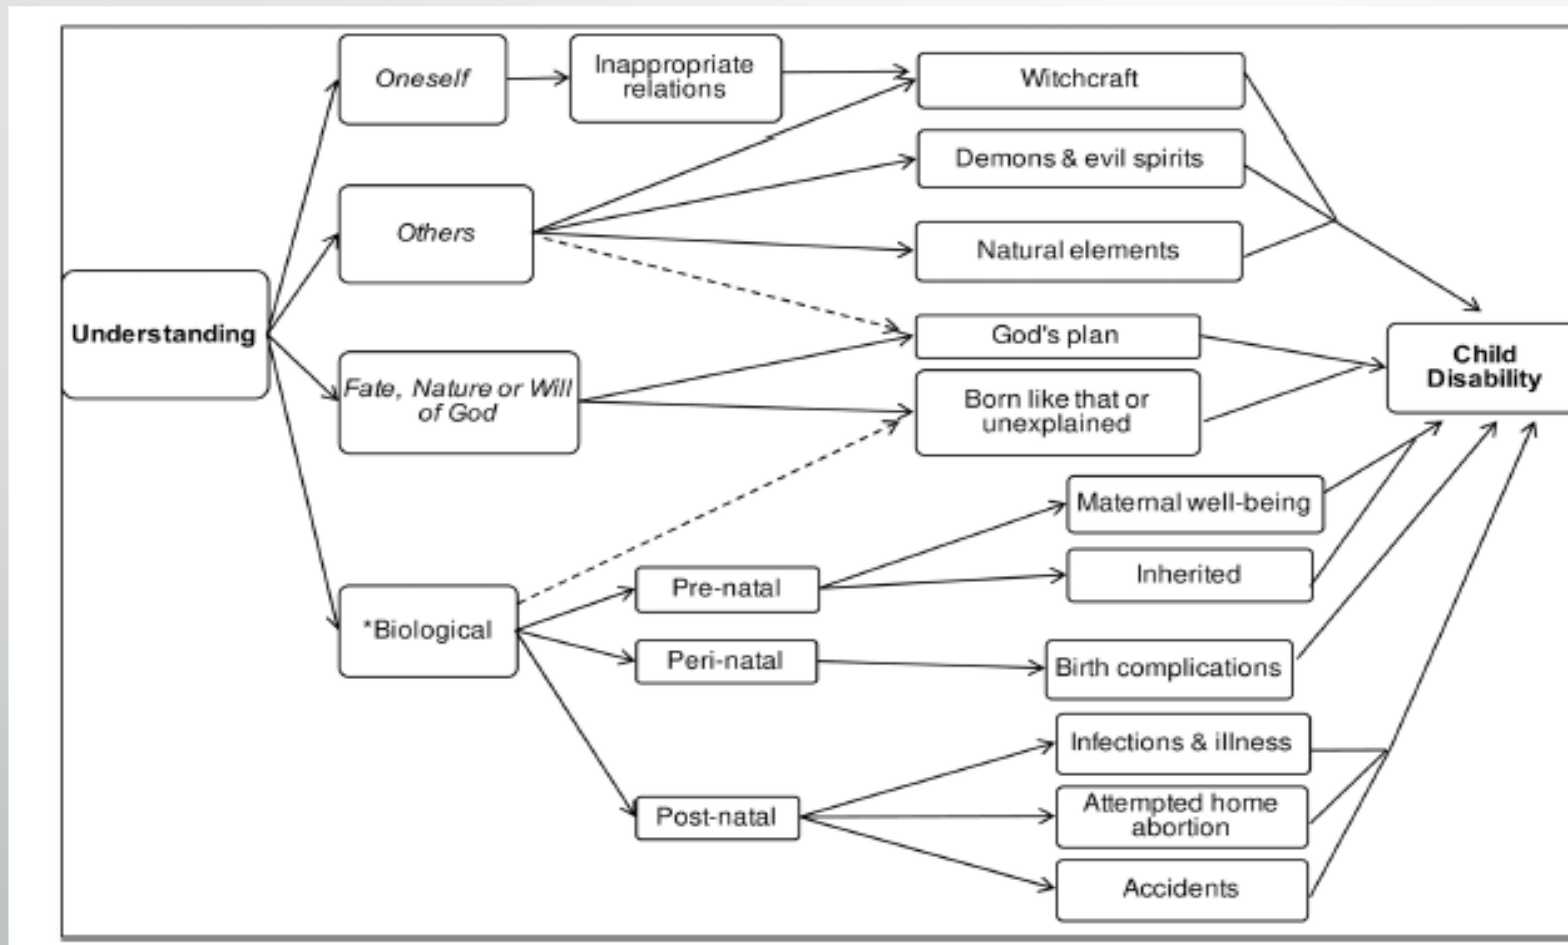 Oneself
Inappropriate
relations
Witchcraft
Demons & evil spirits
Others
Natural elements
Understanding
God's plan
Child
Disability
Fate, Nature or Will
of God
Born like that or
unexplained
Maternal well-being
Pre-natal
Inherited
*Biological
Peri-natal
Birth complications
Infections & illness
Post-natal
Attempted home
abortion
Accidents